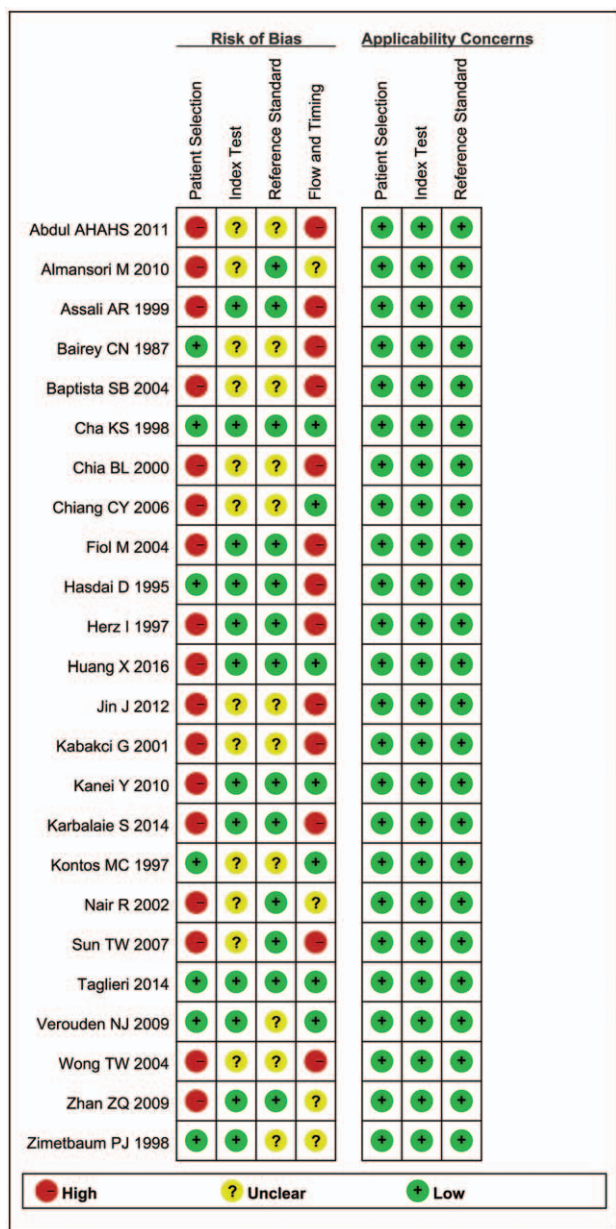 Risk of Bias Applicability Concerns
Patient Selection
Index Test
Reference Standard
Flow and Timing
Patient Selection
Index Test
Reference Standard
Abdul AHAHS 2011 - ? ? - + + +
Almansori M 2010 - ? + ? + + +
Assali AR 1999 - + + - + + +
Bairey CN 1987 + ? ? - + + +
Baptista SB 2004 - ? ? - + + +
Cha KS 1998 + + + + + + +
Chia BL 2000 - ? ? - + + +
Chiang CY 2006 - ? ? + + + +
Fiol M 2004 - + + - + + +
Hasdai D 1995 + + + - + + +
Herz I 1997 - + + - + + +
Huang X 2016 - + + + + + +
Jin J 2012 - ? ? - + + +
Kabakci G 2001 - ? ? - + + +
Kanei Y 2010 - + + + + + +
Karbalaie S 2014 - + + - + + +
Kontos MC 1997 + ? ? + + + +
Nair R 2002 - ? + ? + + +
Sun TW 2007 - ? + - + + +
Taglieri 2014 + + + + + + +
Verouden NJ 2009 + + ? + + + +
Wong TW 2004 - ? ? - + + +
Zhan ZQ 2009 - + + ? + + +
Zimetbaum PJ 1998 + + ? ? + + +
- High ? Unclear + Low